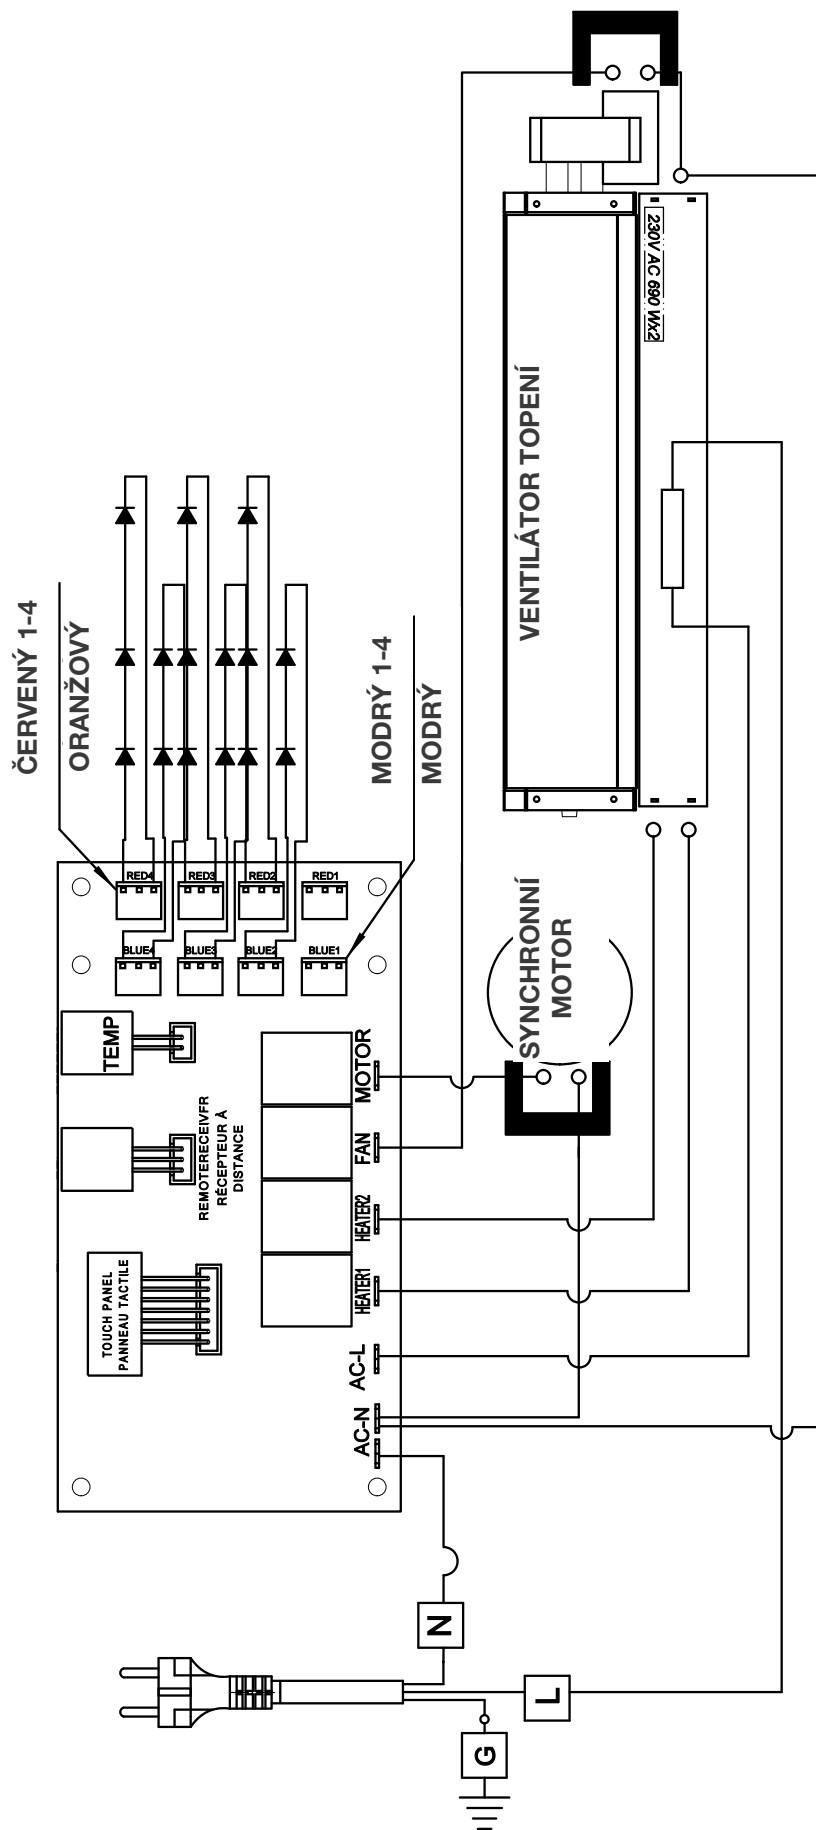 ČERVENÝ 1-4
ORANŽOVÝ
MODRÝ 1-4
MODRÝ
230V AC 690 Wx2
VENTILÁTOR TOPENÍ
SYNCHRONNÍ
MOTOR
RED4
RED3
RED2
RED1
BLUE4
BLUE3
BLUE2
BLUE1
TEMP
REMOTERECEIVFR
RÉCEPTEUR À
DISTANCE
TOUCH PANEL
PANNEAU TACTILE
MOTOR
FAN
HEATER2
HEATER1
AC-L
AC-N
N
L
G